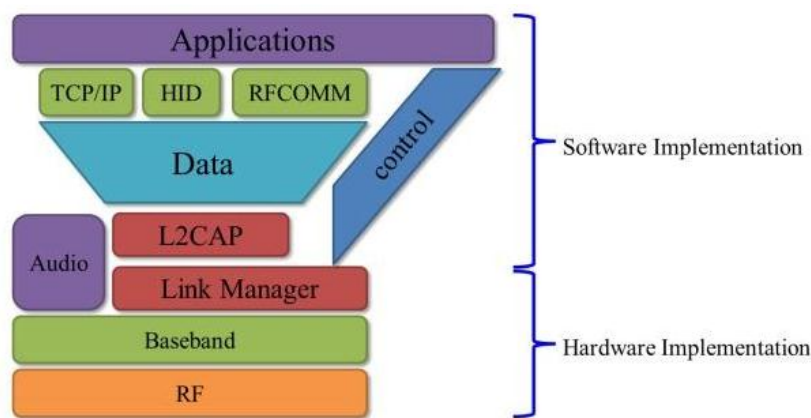 Applications
TCP/IP
HID
RFCOMM
control
Data
Software Implementation
L2CAP
Audio
Link Manager
Baseband
Hardware Implementation
RF